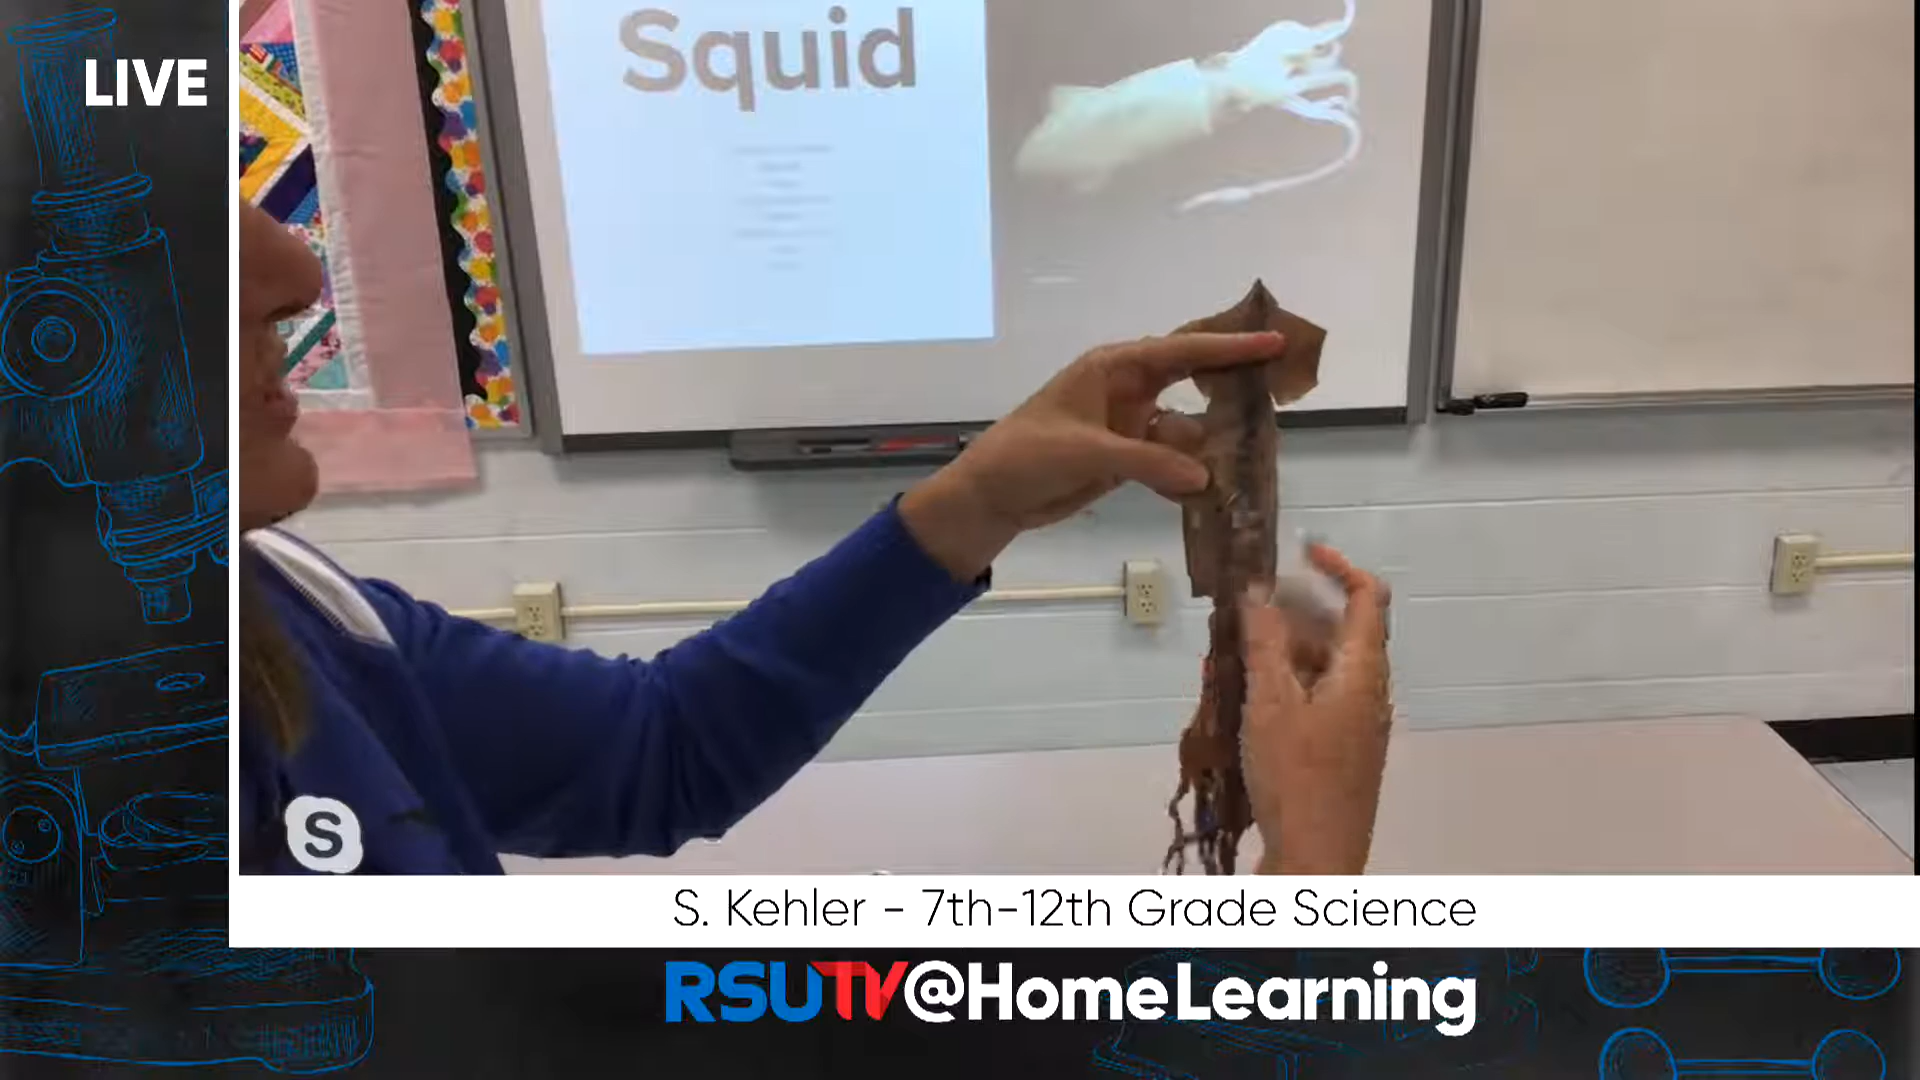 LIVE
Squid
S
S. Kehler - 7th-12th Grade Science
RSUTV@HomeLearning